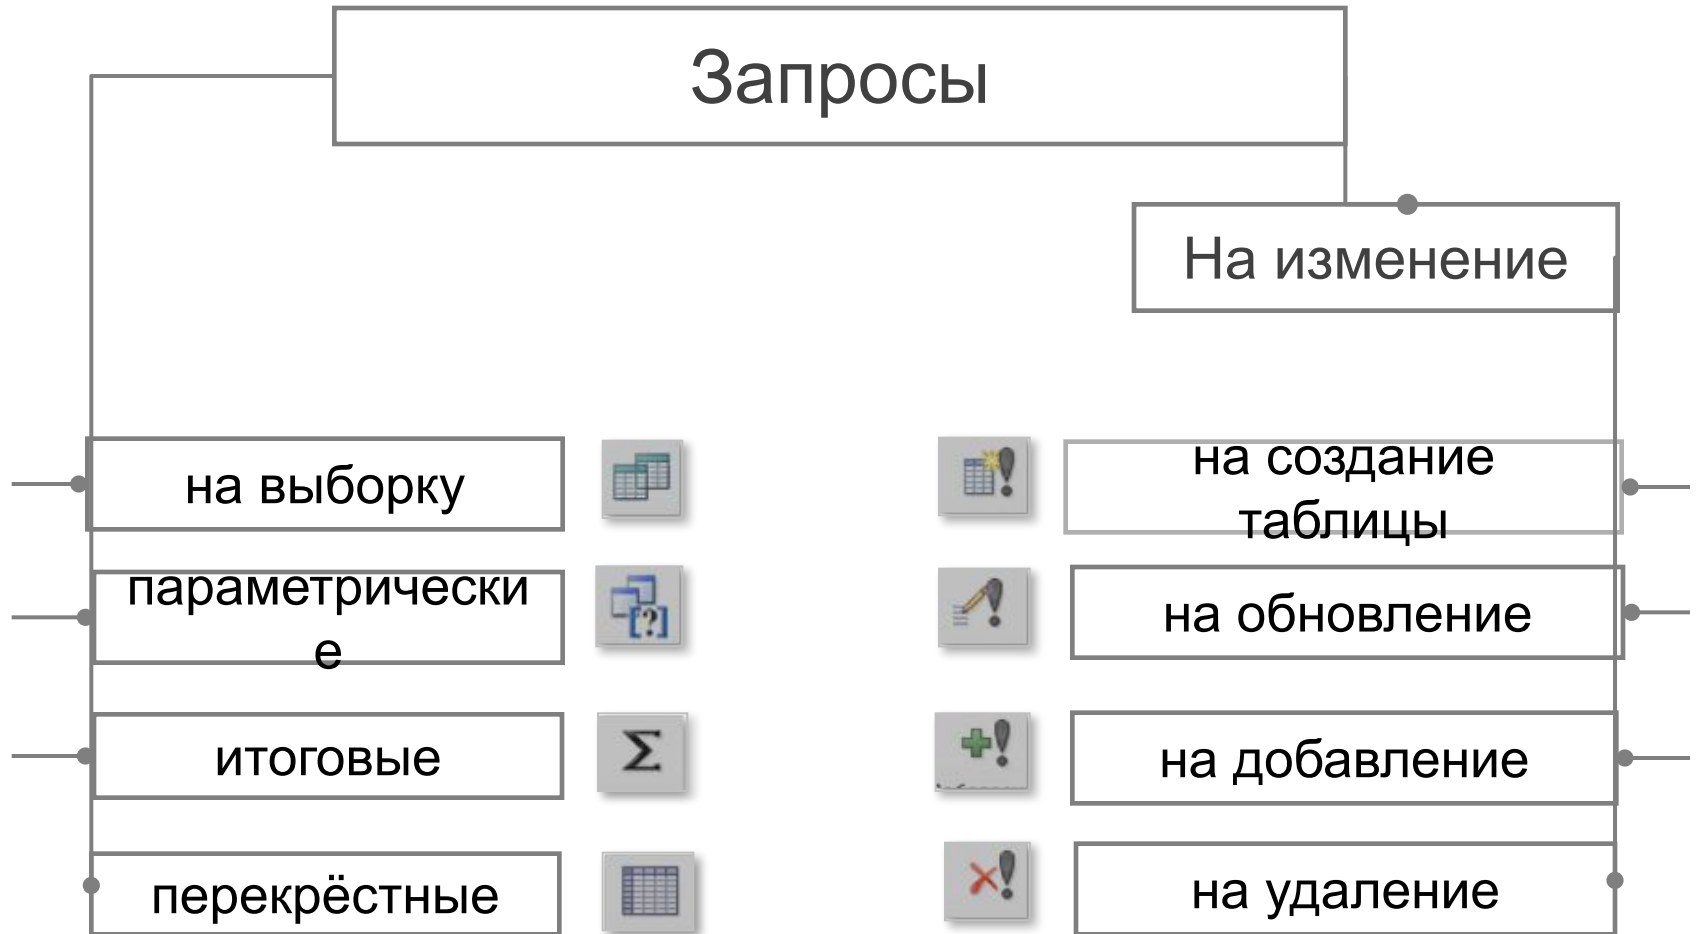 Запросы
На изменение
на выборку
параметрически
е
итоговые
перекрёстные
на создание
таблицы
на обновление
на добавление
на удаление